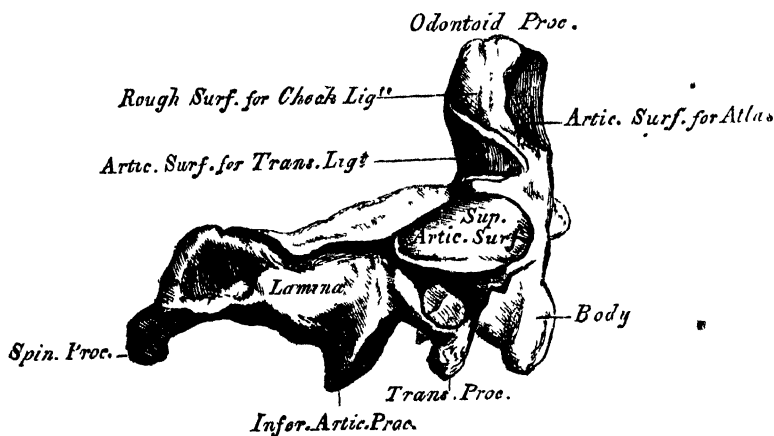 Odontoid Proc.
Rough Surf. for Check Ligts
Artic. Surf. for Atlas
Artic. Surf. for Trans. Ligt.
Sup.
Artic. Surf
Lamina
Body
Spin. Proc.
Trans. Proc.
Infer. Artic. Proc.